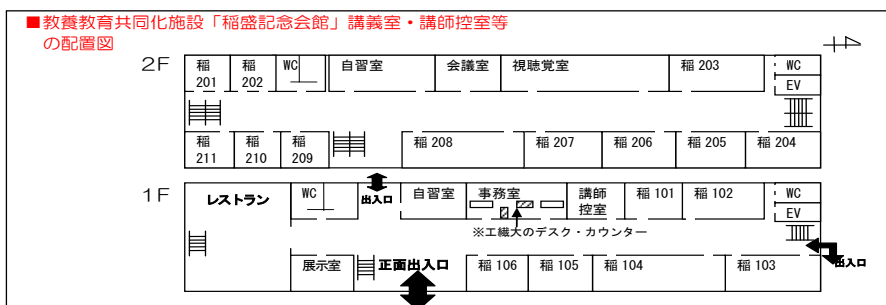 ■教養教育共同化施設「稲盛記念会館」講義室・講師控室等
の配置図
2F
稲
201
稲
202
WC
自習室
会議室
視聴覚室
稲 203
WC
EV
稲
211
稲
210
稲
209
稲 208
稲 207
稲 206
稲 205
稲 204
1F
レストラン
WC
出入口
自習室
事務室
講師
控室
稲 101
稲 102
WC
EV
※工繊大のデスク・カウンター
展示室
正面出入口
稲 106
稲 105
稲 104
稲 103
出入口